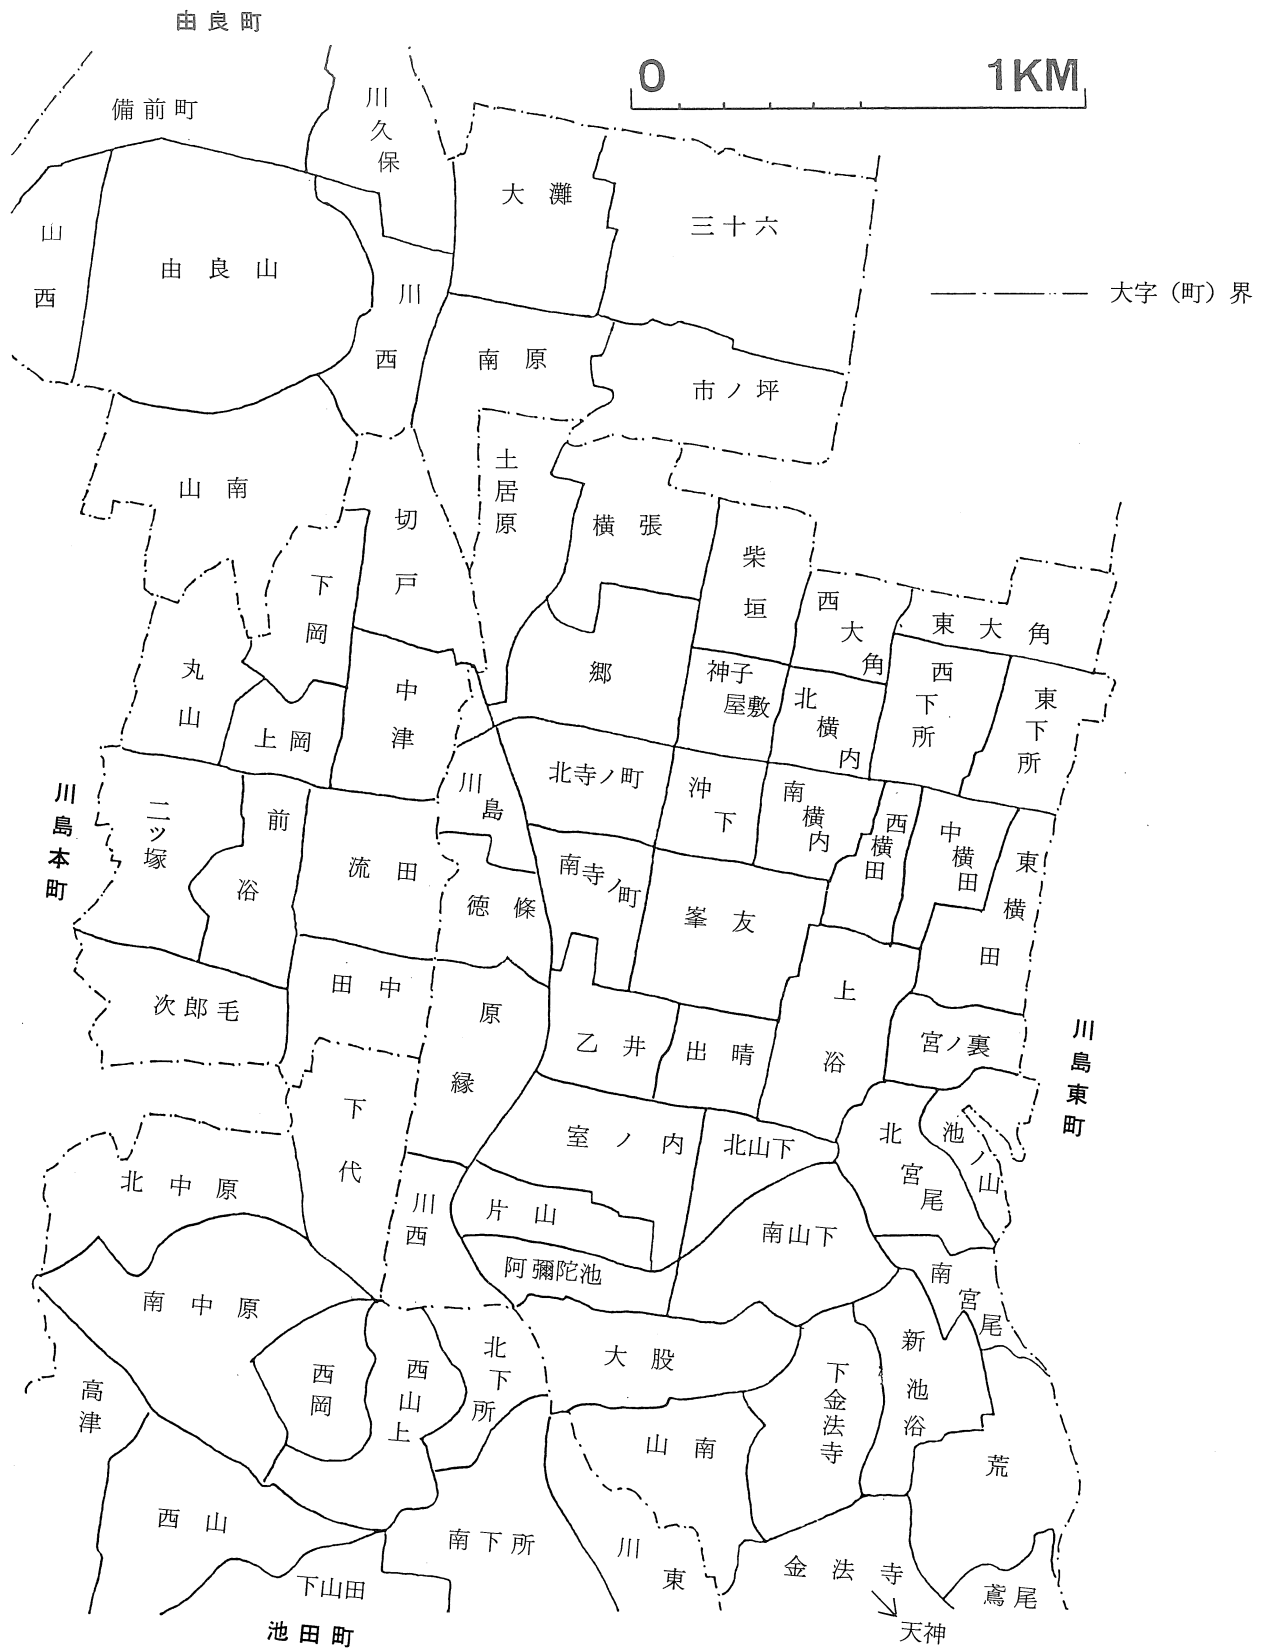 由良町
0 1KM
備前町
川久保
大灘
三十六
山西
由良山
川西
大字（町）界
南原
市ノ坪
山南
土居原
切戸
横張
柴垣
下岡
西大角
東大角
丸山
郷
神子屋敷
西下所
東下所
中津
北横内
上岡
川島
北寺ノ町
沖下
南横内
西横田
中横田
東横田
川島本町
二ッ塚
前浴
流田
徳條
南寺ノ町
峯友
次郎毛
田中
原縁
乙井
出晴
上浴
宮ノ裏
川島東町
下代
室ノ内
北山下
北宮尾
池ノ山
北中原
川西
片山
南山下
阿彌陀池
南宮尾
南中原
西岡
西山上
北下所
大股
下金法寺
新池浴
高津
山南
荒
西山
南下所
川東
金法寺
鳶尾
下山田
天神
池田町